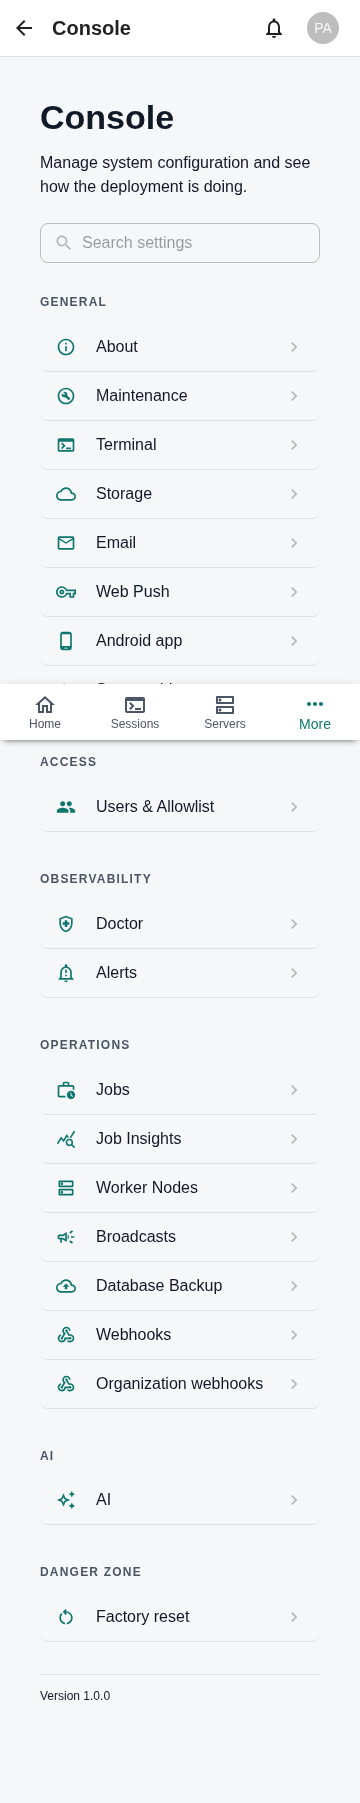 Console
PA
Console
Manage system configuration and see
how the deployment is doing.
Search settings
GENERAL
About
Maintenance
Terminal
Storage
Email
Web Push
Android app
Home
Sessions
Servers
More
ACCESS
Users & Allowlist
OBSERVABILITY
Doctor
Alerts
OPERATIONS
Jobs
Job Insights
Worker Nodes
Broadcasts
Database Backup
Webhooks
Organization webhooks
AI
AI
DANGER ZONE
Factory reset
Version 1.0.0